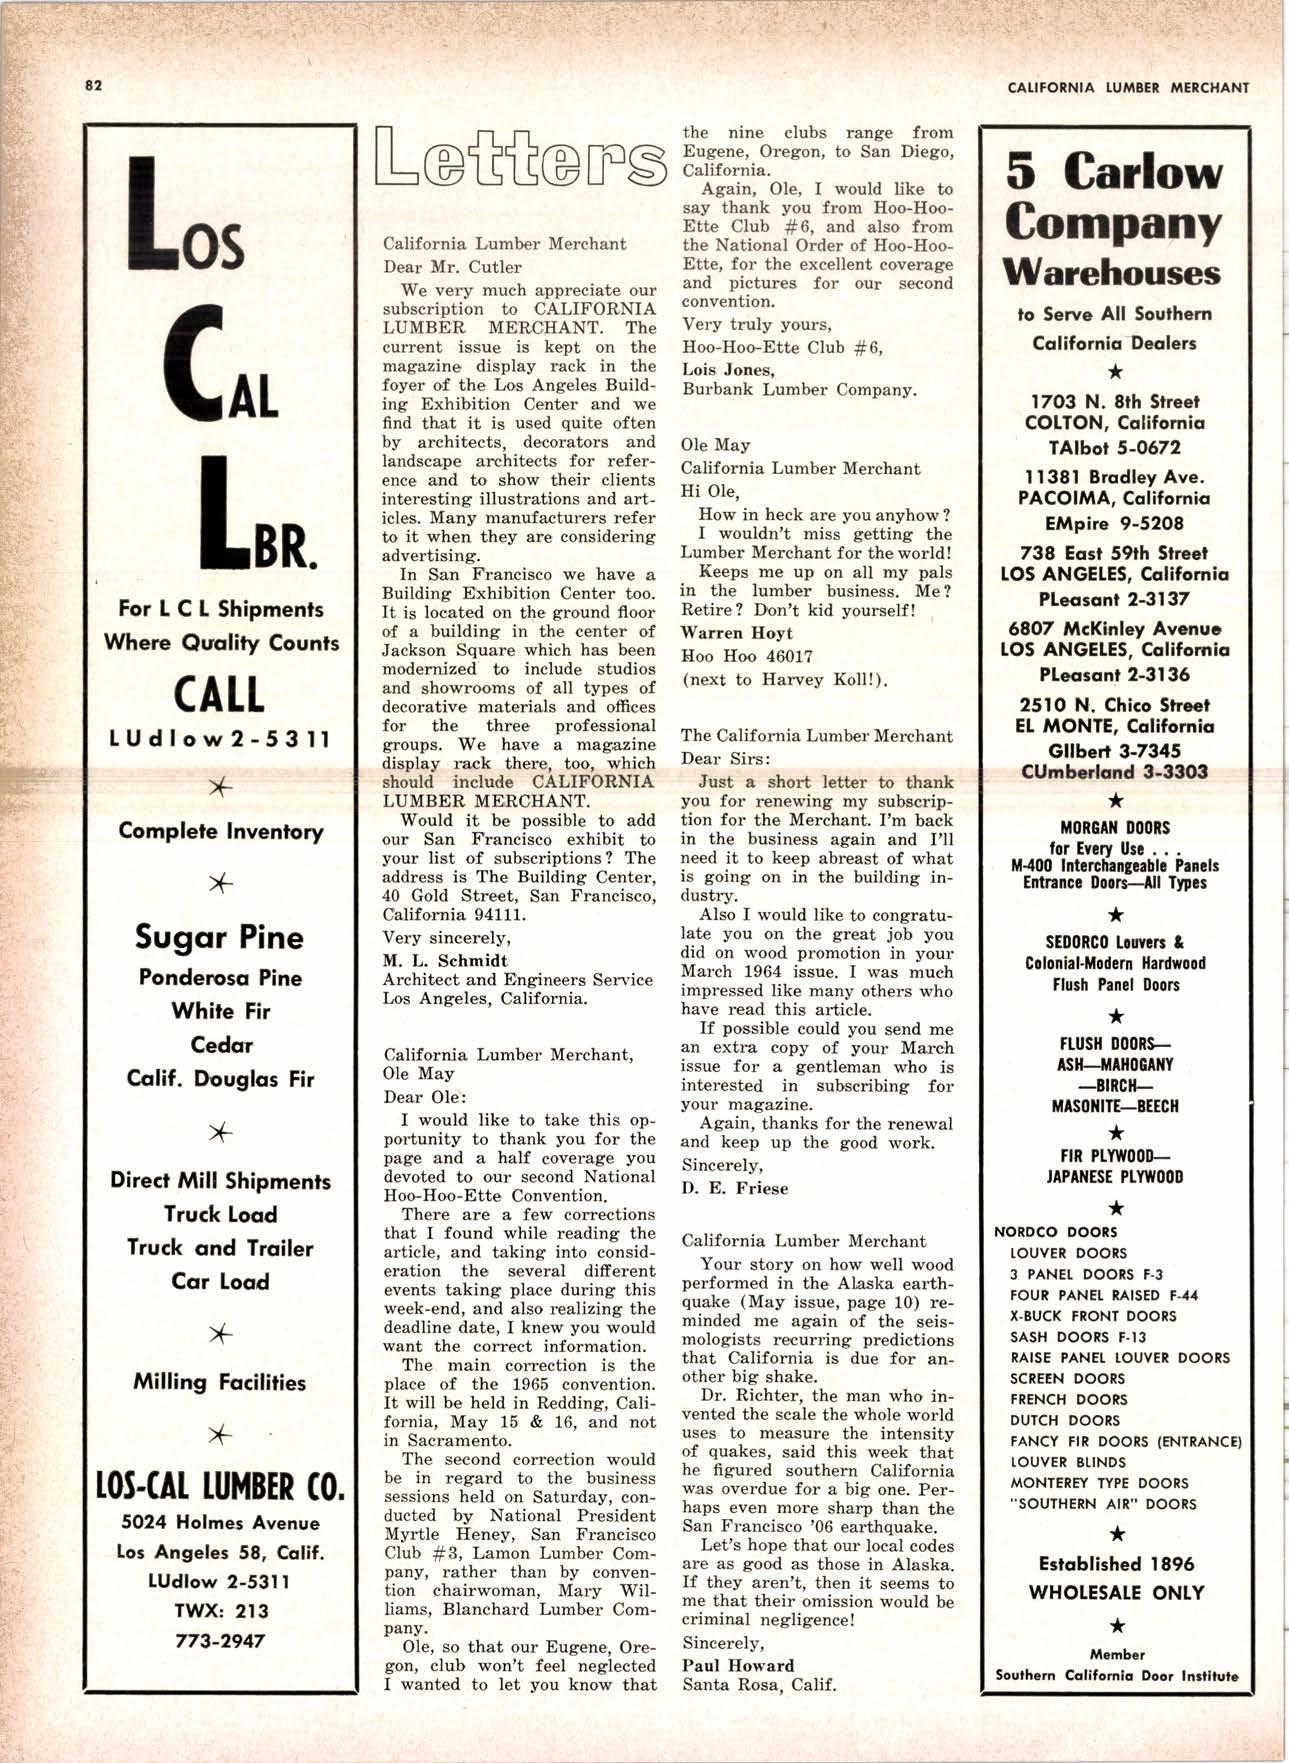 82
CALIFORNIA LUMBER MERCHANT
LOS
CAL
LBR.
For L C L Shipments
Where Quality Counts
CALL
LUdlow 2-5311
Complete Inventory
Sugar Pine
Ponderosa Pine
White Fir
Cedar
Calif. Douglas Fir
Direct Mill Shipments
Truck Load
Truck and Trailer
Car Load
Milling Facilities
LOS-CAL LUMBER CO.
5024 Holmes Avenue
Los Angeles 58, Calif.
LUdlow 2-5311
TWX: 213
773-2947
Letters
California Lumber Merchant
Dear Mr. Cutler
We very much appreciate our
subscription to CALIFORNIA
LUMBER MERCHANT. The
current issue is kept on the
magazine display rack in the
foyer of the Los Angeles Build-
ing Exhibition Center and we
find that it is used quite often
by architects, decorators and
landscape architects for refer-
ence and to show their clients
interesting illustrations and art-
icles. Many manufacturers refer
to it when they are considering
advertising.
In San Francisco we have a
Building Exhibition Center too.
It is located on the ground floor
of a building in the center of
Jackson Square which has been
modernized to include studios
and showrooms of all types of
decorative materials and offices
for the three professional
groups. We have a magazine
display rack there, too, which
should include CALIFORNIA
LUMBER MERCHANT.
Would it be possible to add
our San Francisco exhibit to
your list of subscriptions? The
address is The Building Center,
40 Gold Street, San Francisco,
California 94111.
Very sincerely,
M. L. Schmidt
Architect and Engineers Service
Los Angeles, California.
California Lumber Merchant,
Ole May
Dear Ole:
I would like to take this op-
portunity to thank you for the
page and a half coverage you
devoted to our second National
Hoo-Hoo-Ette Convention.
There are a few corrections
that I found while reading the
article, and taking into consid-
eration the several different
events taking place during this
week-end, and also realizing the
deadline date, I knew you would
want the correct information.
The main correction is the
place of the 1965 convention.
It will be held in Redding, Cali-
fornia, May 15 & 16, and not
in Sacramento.
The second correction would
be in regard to the business
sessions held on Saturday, con-
ducted by National President
Myrtle Heney, San Francisco
Club #3, Lamon Lumber Com-
pany, rather than by conven-
tion chairwoman, Mary Wil-
liams, Blanchard Lumber Com-
pany.
Ole, so that our Eugene, Ore-
gon, club won't feel neglected
I wanted to let you know that
the nine clubs range from
Eugene, Oregon, to San Diego,
California.
Again, Ole, I would like to
say thank you from Hoo-Hoo-
Ette Club #6, and also from
the National Order of Hoo-Hoo-
Ette, for the excellent coverage
and pictures for our second
convention.
Very truly yours,
Hoo-Hoo-Ette Club #6,
Lois Jones,
Burbank Lumber Company.
Ole May
California Lumber Merchant
Hi Ole,
How in heck are you anyhow?
I wouldn't miss getting the
Lumber Merchant for the world!
Keeps me up on all my pals
in the lumber business. Me?
Retire? Don't kid yourself!
Warren Hoyt
Hoo Hoo 46017
(next to Harvey Koll!).
The California Lumber Merchant
Dear Sirs:
Just a short letter to thank
you for renewing my subscrip-
tion for the Merchant. I'm back
in the business again and I'll
need it to keep abreast of what
is going on in the building in-
dustry.
Also I would like to congratu-
late you on the great job you
did on wood promotion in your
March 1964 issue. I was much
impressed like many others who
have read this article.
If possible could you send me
an extra copy of your March
issue for a gentleman who is
interested in subscribing for
your magazine.
Again, thanks for the renewal
and keep up the good work.
Sincerely,
D. E. Friese
California Lumber Merchant
Your story on how well wood
performed in the Alaska earth-
quake (May issue, page 10) re-
minded me again of the seis-
mologists recurring predictions
that California is due for an-
other big shake.
Dr. Richter, the man who in-
vented the scale the whole world
uses to measure the intensity
of quakes, said this week that
he figured southern California
was overdue for a big one. Per-
haps even more sharp than the
San Francisco '06 earthquake.
Let's hope that our local codes
are as good as those in Alaska.
If they aren't, then it seems to
me that their omission would be
criminal negligence!
Sincerely,
Paul Howard
Santa Rosa, Calif.
5 Carlow
Company
Warehouses
to Serve All Southern
California Dealers
1703 N. 8th Street
COLTON, California
TAlbot 5-0672
11381 Bradley Ave.
PACOIMA, California
EMpire 9-5208
738 East 59th Street
LOS ANGELES, California
PLeasant 2-3137
6807 McKinley Avenue
LOS ANGELES, California
PLeasant 2-3136
2510 N. Chico Street
EL MONTE, California
GIlbert 3-7345
CUmberland 3-3303
MORGAN DOORS
for Every Use . . .
M-400 Interchangeable Panels
Entrance Doors—All Types
SEDORCO Louvers &
Colonial-Modern Hardwood
Flush Panel Doors
FLUSH DOORS—
ASH—MAHOGANY
—BIRCH—
MASONITE—BEECH
FIR PLYWOOD—
JAPANESE PLYWOOD
NORDCO DOORS
LOUVER DOORS
3 PANEL DOORS F-3
FOUR PANEL RAISED F-44
X-BUCK FRONT DOORS
SASH DOORS F-13
RAISE PANEL LOUVER DOORS
SCREEN DOORS
FRENCH DOORS
DUTCH DOORS
FANCY FIR DOORS (ENTRANCE)
LOUVER BLINDS
MONTEREY TYPE DOORS
"SOUTHERN AIR" DOORS
Established 1896
WHOLESALE ONLY
Member
Southern California Door Institute